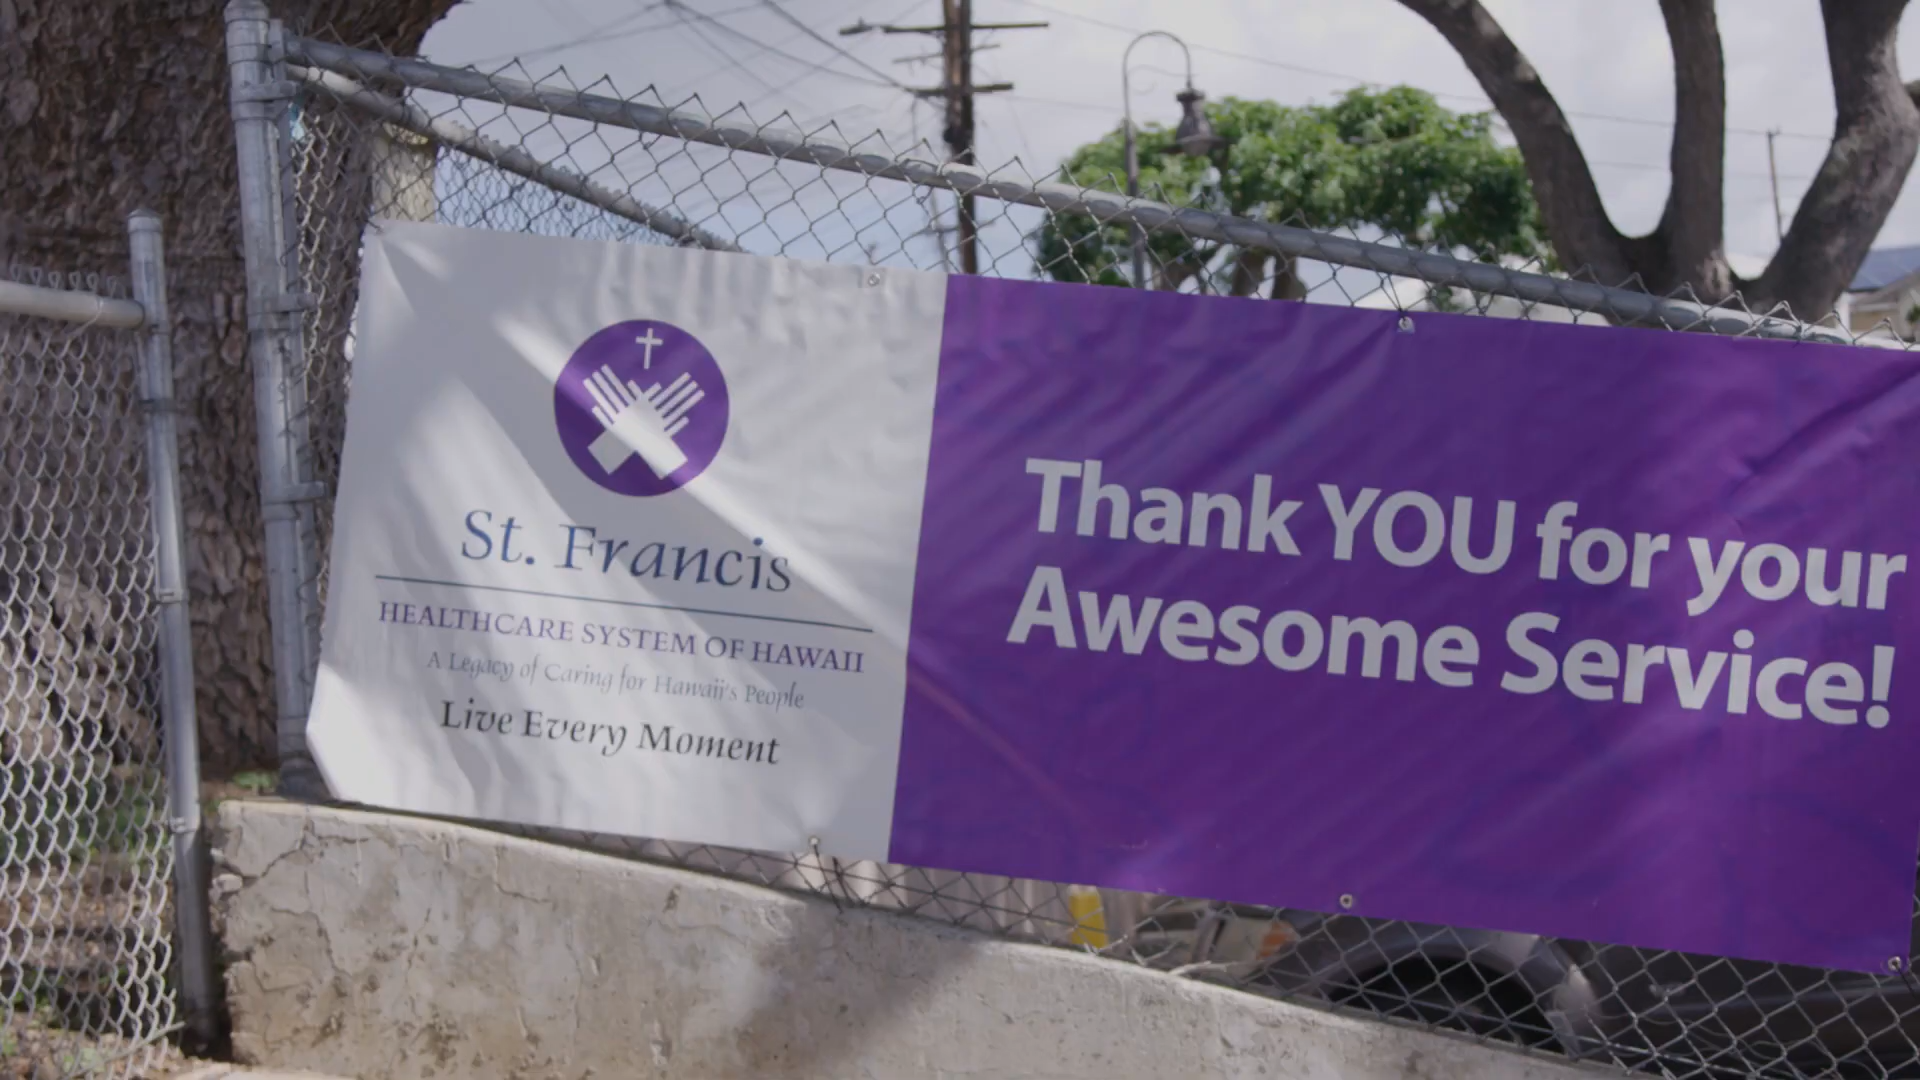 St. Francis
HEALTHCARE SYSTEM OF HAWAII
A Legacy of Caring for Hawaii's People
Live Every Moment
Thank YOU for your
Awesome Service!